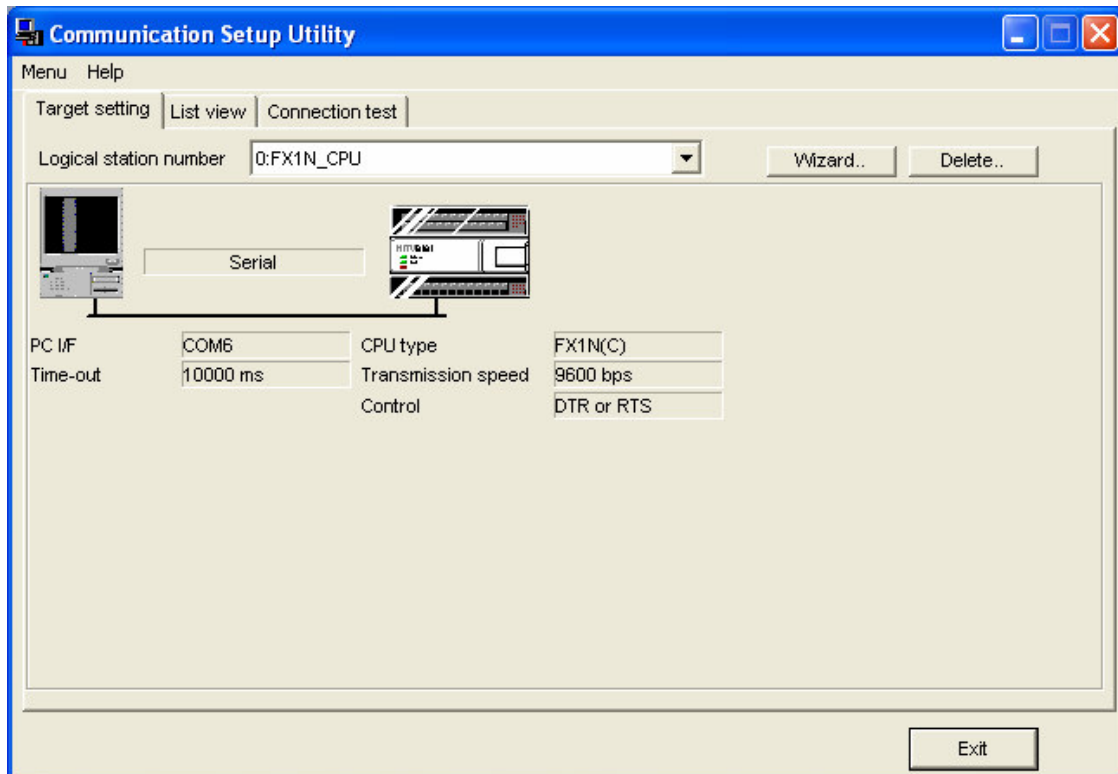 Communication Setup Utility
Menu Help
Target setting List view Connection test
Logical station number 0:FX1N_CPU Wizard.. Delete..
Serial
PC I/F COM6 CPU type FX1N(C)
Time-out 10000 ms Transmission speed 9600 bps
Control DTR or RTS
Exit